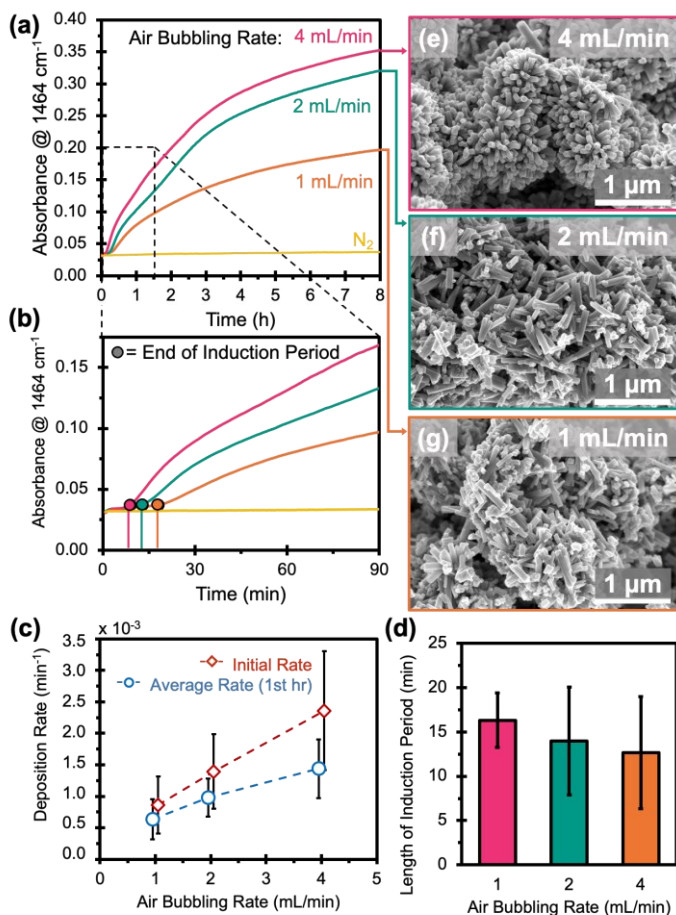 (a)
Absorbance @ 1464 cm⁻¹
0.40
0.35
0.30
0.25
0.20
0.15
0.10
0.05
0.00
Air Bubbling Rate:
4 mL/min
2 mL/min
1 mL/min
N₂
0 1 2 3 4 5 6 7 8
Time (h)
(e)
4 mL/min
1 µm
(f)
2 mL/min
1 µm
(g)
1 mL/min
1 µm
(b)
Absorbance @ 1464 cm⁻¹
0.15
0.10
0.05
0.00
= End of Induction Period
0 30 60 90
Time (min)
(c)
x 10⁻³
Deposition Rate (min⁻¹)
3.5
3.0
2.5
2.0
1.5
1.0
0.5
0.0
Initial Rate
Average Rate (1st hr)
0 1 2 3 4 5
Air Bubbling Rate (mL/min)
(d)
Length of Induction Period (min)
25
20
15
10
5
0
1 2 4
Air Bubbling Rate (mL/min)